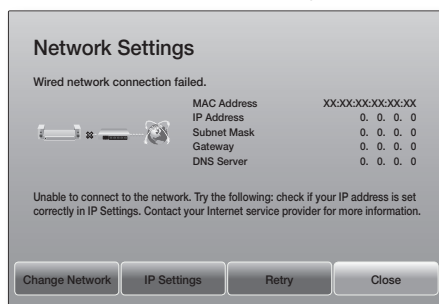 Network Settings
Wired network connection failed.
MAC Address XX:XX:XX:XX:XX:XX
IP Address 0. 0. 0. 0
Subnet Mask 0. 0. 0. 0
Gateway 0. 0. 0. 0
DNS Server 0. 0. 0. 0
Unable to connect to the network. Try the following: check if your IP address is set
correctly in IP Settings. Contact your Internet service provider for more information.
Change Network IP Settings Retry Close